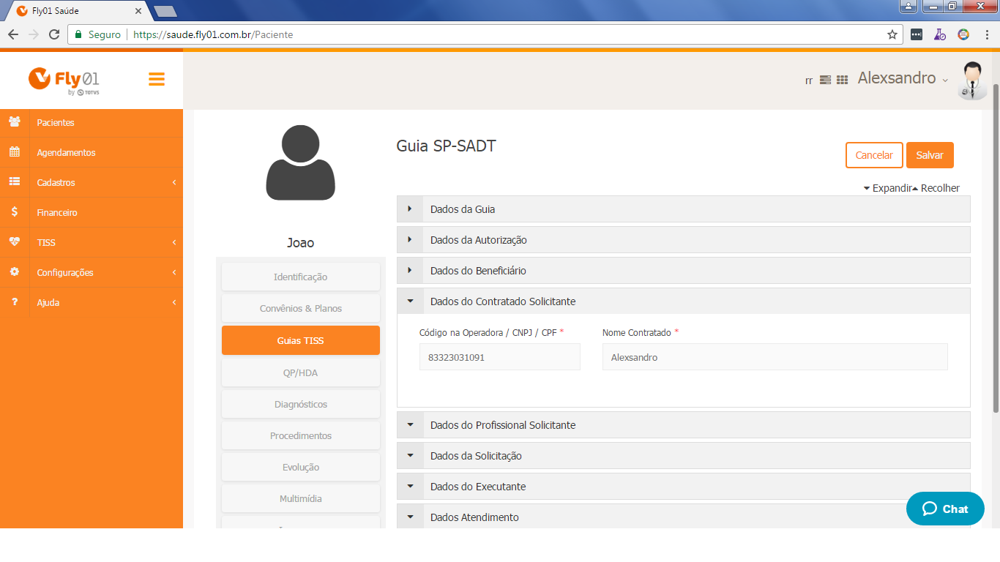 Fly01 Saúde
Seguro
https://saude.fly01.com.br/Paciente
Fly01
by TOTVS
rr
Alexsandro
Pacientes
Agendamentos
Cadastros
Financeiro
TISS
Configurações
Ajuda
Joao
Identificação
Convênios & Planos
Guias TISS
QP/HDA
Diagnósticos
Procedimentos
Evolução
Multimídia
Guia SP-SADT
Cancelar
Salvar
Expandir
Recolher
Dados da Guia
Dados da Autorização
Dados do Beneficiário
Dados do Contratado Solicitante
Código na Operadora / CNPJ / CPF *
Nome Contratado *
83323031091
Alexsandro
Dados do Profissional Solicitante
Dados da Solicitação
Dados do Executante
Dados Atendimento
Chat